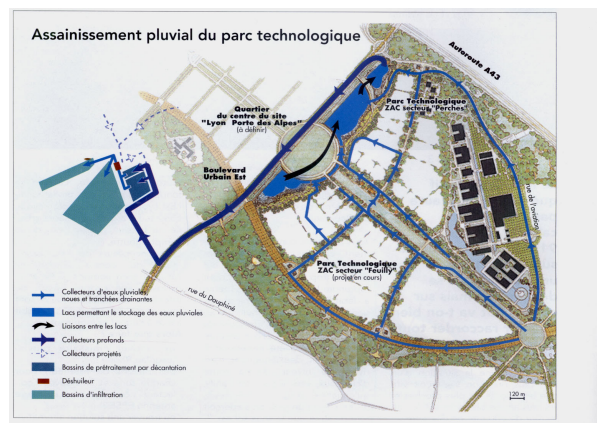 Assainissement pluvial du parc technologique
Autoroute A43
Quartier
du centre du site
"Lyon Porte des Alpes"
(à définir)
Parc Technologique
ZAC secteur "Perches"
Boulevard
Urbain Est
rue de l'aviation
Parc Technologique
ZAC secteur "Feuilly"
(projet en cours)
rue du Dauphiné
Collecteurs d'eaux pluviales,
noues et tranchées drainantes
Lacs permettant le stockage des eaux pluviales
Liaisons entre les lacs
Collecteurs profonds
Collecteurs projetés
Bassins de prétraitement par décantation
Déshuileur
Bassins d'infiltration
120 m